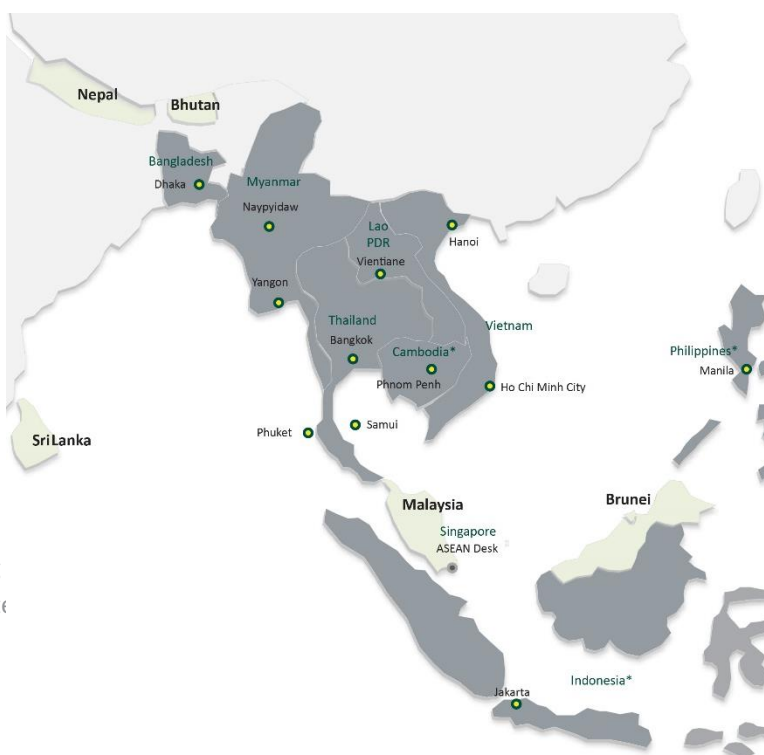 Nepal
Bhutan
Bangladesh
Dhaka
Myanmar
Naypyidaw
Lao
PDR
Vientiane
Hanoi
Yangon
Thailand
Bangkok
Vietnam
Cambodia*
Phnom Penh
Ho Chi Minh City
Philippines*
Manila
Phuket
Samui
Sri Lanka
Malaysia
Brunei
Singapore
ASEAN Desk
Indonesia*
Jakarta